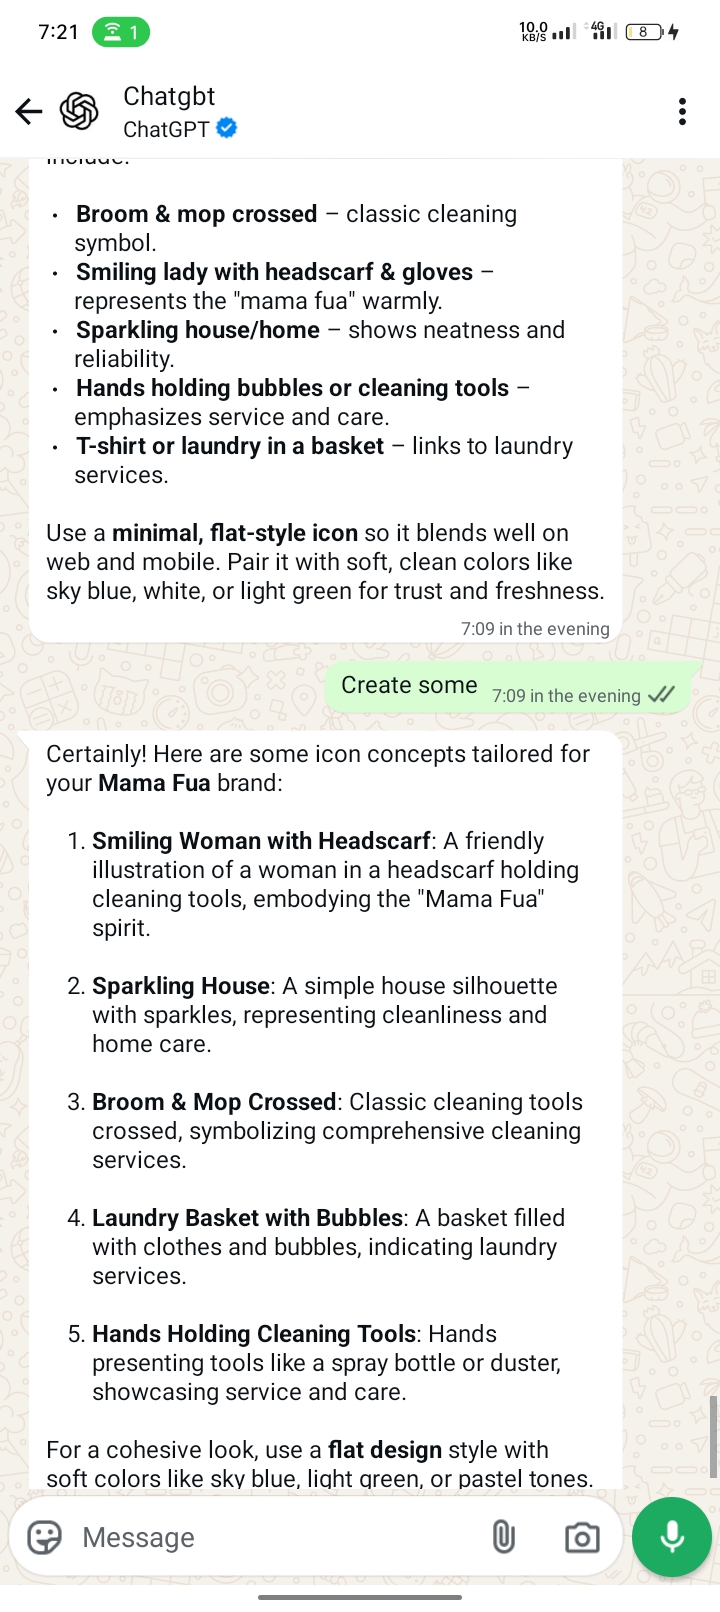 7:21 1 10.0 KB/S 4G 8
Chatgbt
ChatGPT
include:
• Broom & mop crossed – classic cleaning
symbol.
• Smiling lady with headscarf & gloves –
represents the "mama fua" warmly.
• Sparkling house/home – shows neatness and
reliability.
• Hands holding bubbles or cleaning tools –
emphasizes service and care.
• T-shirt or laundry in a basket – links to laundry
services.
Use a minimal, flat-style icon so it blends well on
web and mobile. Pair it with soft, clean colors like
sky blue, white, or light green for trust and freshness.
7:09 in the evening
Create some 7:09 in the evening
Certainly! Here are some icon concepts tailored for
your Mama Fua brand:
1. Smiling Woman with Headscarf: A friendly
illustration of a woman in a headscarf holding
cleaning tools, embodying the "Mama Fua"
spirit.
2. Sparkling House: A simple house silhouette
with sparkles, representing cleanliness and
home care.
3. Broom & Mop Crossed: Classic cleaning tools
crossed, symbolizing comprehensive cleaning
services.
4. Laundry Basket with Bubbles: A basket filled
with clothes and bubbles, indicating laundry
services.
5. Hands Holding Cleaning Tools: Hands
presenting tools like a spray bottle or duster,
showcasing service and care.
For a cohesive look, use a flat design style with
soft colors like sky blue, light green, or pastel tones.
Message